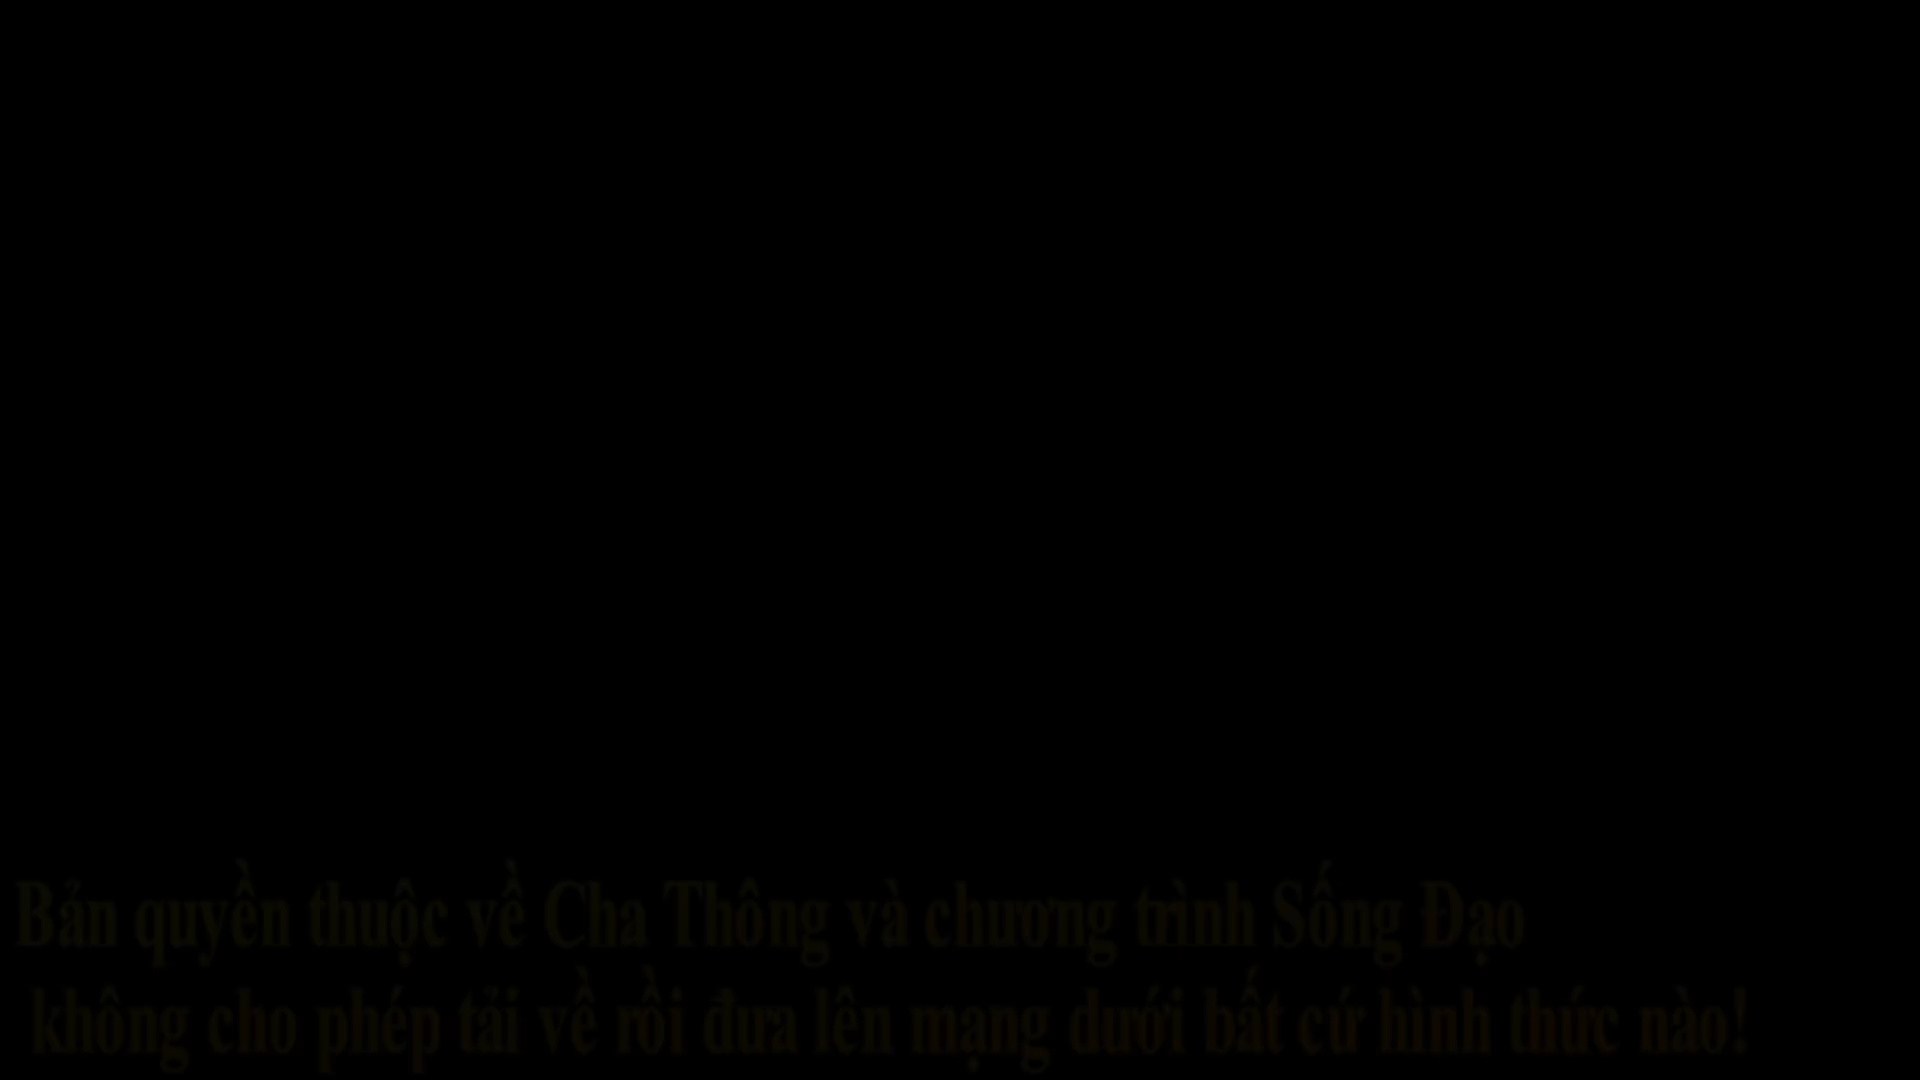 Bản quyền thuộc về Cha Thông và chương trình Sống Đạo
không cho phép tải về rồi đưa lên mạng dưới bất cứ hình thức nào!